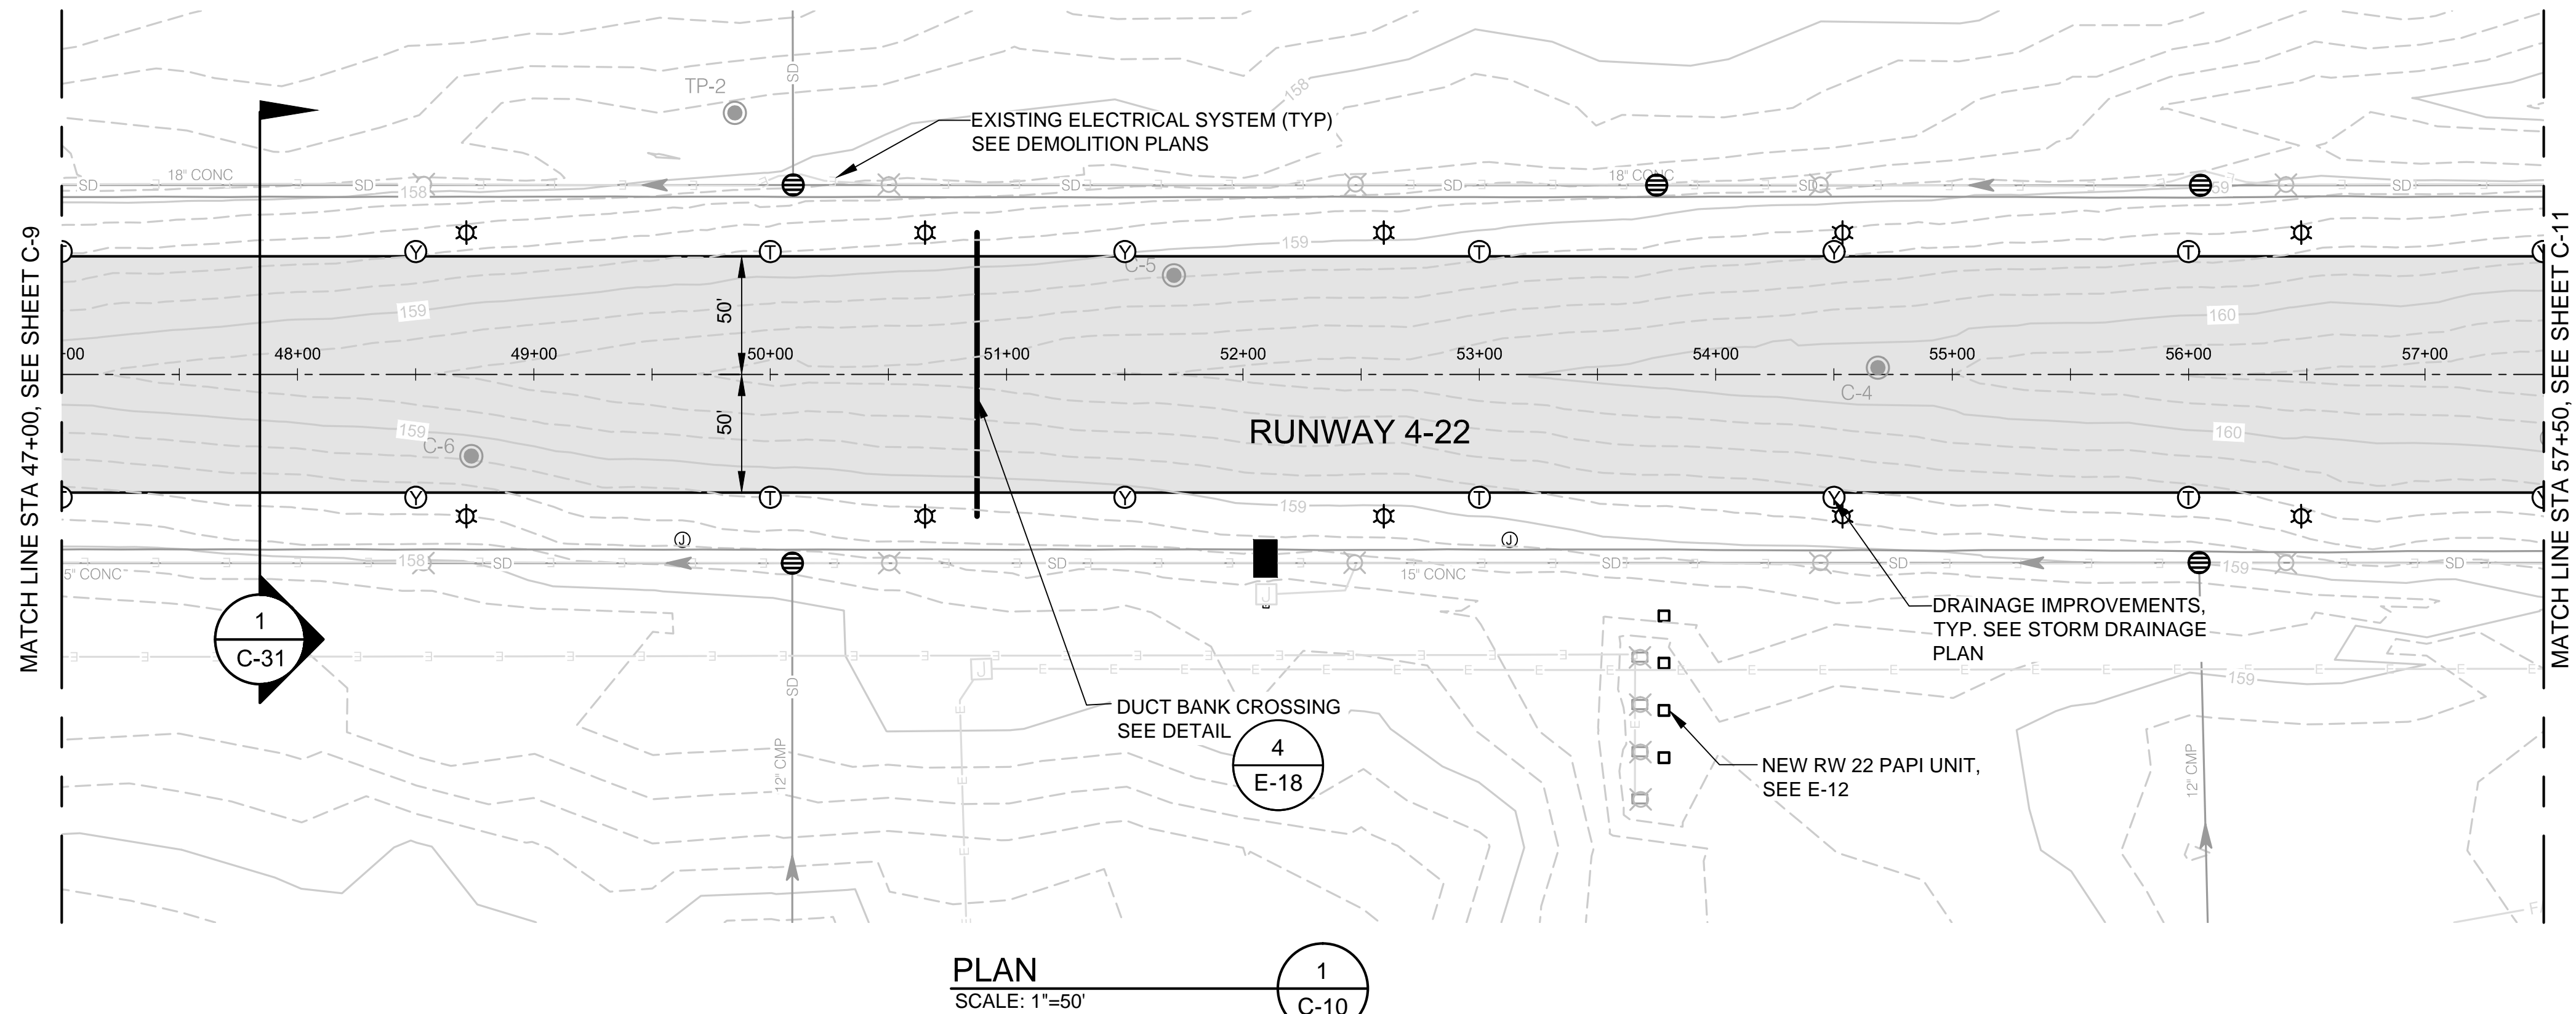 MATCH LINE STA 47+00, SEE SHEET C-9
MATCH LINE STA 57+50, SEE SHEET C-11
TP-2
SD
158
EXISTING ELECTRICAL SYSTEM (TYP)
SEE DEMOLITION PLANS
SD
18" CONC
SD
158
SD
SD
18" CONC
SD
59
SD
Y
T
Y
T
Y
T
Y
159
C-5
50'
159
160
-00
48+00
49+00
50+00
51+00
52+00
53+00
54+00
55+00
56+00
57+00
C-4
50'
159
C-6
RUNWAY 4-22
160
Y
T
Y
T
Y
T
Y
159
J
J
158
SD
SD
SD
SD
159
SD
5" CONC
15" CONC
J
1
C-31
E E E E E E E E E E E E E E E E
J
SD
12" CMP
DRAINAGE IMPROVEMENTS,
TYP. SEE STORM DRAINAGE
PLAN
159
DUCT BANK CROSSING
SEE DETAIL
4
E-18
NEW RW 22 PAPI UNIT,
SEE E-12
12" CMP
E
E
E
F
PLAN
SCALE: 1"=50'
1
C-10